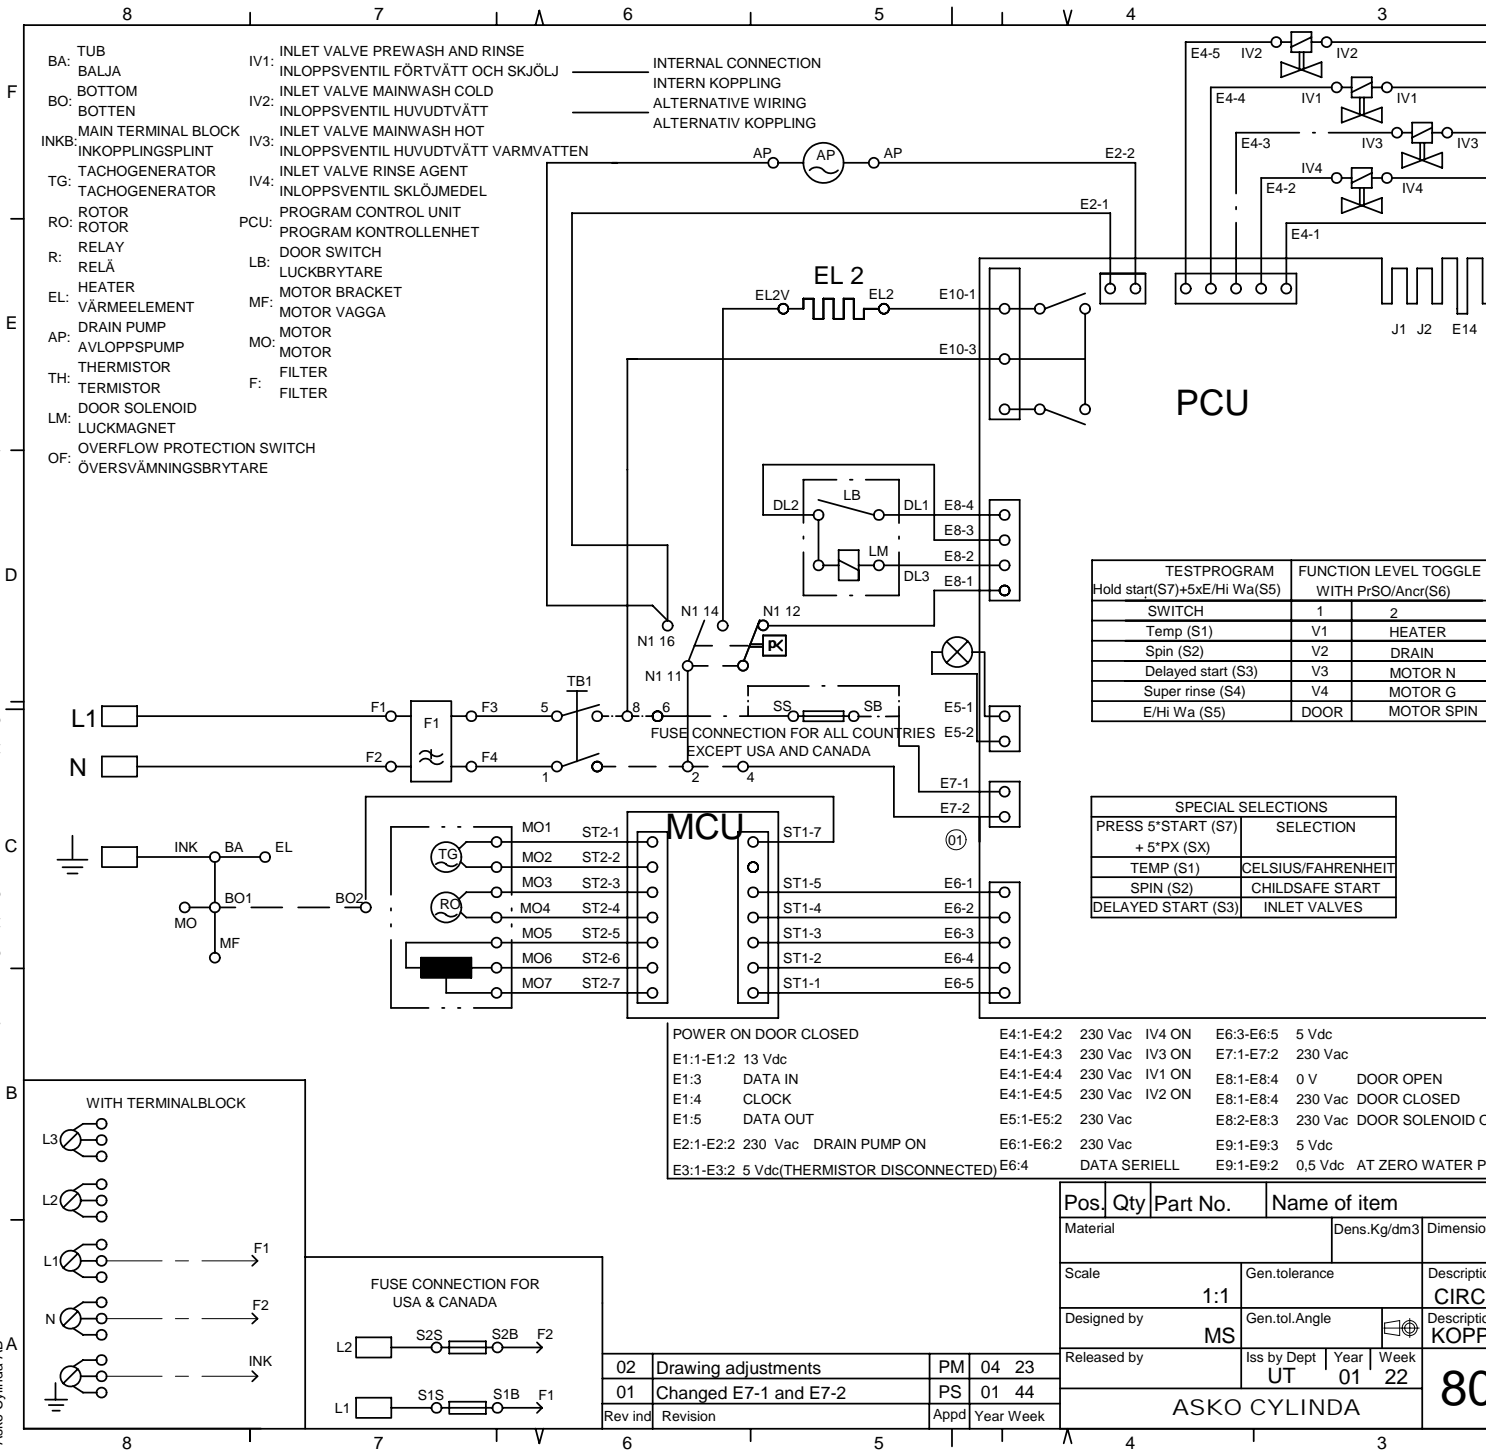 8 7 6 5 4 3
F
E
D
C
B
A
BA: TUB
BALJA
BO: BOTTOM
BOTTEN
INKB: MAIN TERMINAL BLOCK
INKOPPLINGSPLINT
TG: TACHOGENERATOR
TACHOGENERATOR
RO: ROTOR
ROTOR
R: RELAY
RELÄ
EL: HEATER
VÄRMEELEMENT
AP: DRAIN PUMP
AVLOPPSPUMP
TH: THERMISTOR
TERMISTOR
LM: DOOR SOLENOID
LUCKMAGNET
OF: OVERFLOW PROTECTION SWITCH
ÖVERSVÄMNINGSBRYTARE
IV1: INLET VALVE PREWASH AND RINSE
INLOPPSVENTIL FÖRTVÄTT OCH SKJÖLJ
IV2: INLET VALVE MAINWASH COLD
INLOPPSVENTIL HUVUDTVÄTT
IV3: INLET VALVE MAINWASH HOT
INLOPPSVENTIL HUVUDTVÄTT VARMVATTEN
IV4: INLET VALVE RINSE AGENT
INLOPPSVENTIL SKLÖJMEDEL
PCU: PROGRAM CONTROL UNIT
PROGRAM KONTROLLENHET
LB: DOOR SWITCH
LUCKBRYTARE
MF: MOTOR BRACKET
MOTOR VAGGA
MO: MOTOR
MOTOR
F: FILTER
FILTER
INTERNAL CONNECTION
INTERN KOPPLING
ALTERNATIVE WIRING
ALTERNATIV KOPPLING
E4-5 IV2 IV2
E4-4 IV1 IV1
E4-3 IV3 IV3
IV4
E4-2 IV4
E4-1
AP AP AP E2-2
E2-1
EL 2
EL2V EL2 E10-1
E10-3
J1 J2 E14
PCU
LB
DL2 DL1 E8-4
E8-3
LM E8-2
DL3 E8-1
N1 14 N1 12
N1 16
N1 11
P
TB1
L1 F1 F1 F3 5 8 6 SS SB E5-1
E5-2
FUSE CONNECTION FOR ALL COUNTRIES
EXCEPT USA AND CANADA
N F2 F4 1 2 4
E7-1
E7-2
01
TESTPROGRAM FUNCTION LEVEL TOGGLE
Hold start(S7)+5xE/Hi Wa(S5) WITH PrSO/Ancr(S6)
SWITCH 1 2
Temp (S1) V1 HEATER
Spin (S2) V2 DRAIN
Delayed start (S3) V3 MOTOR N
Super rinse (S4) V4 MOTOR G
E/Hi Wa (S5) DOOR MOTOR SPIN
SPECIAL SELECTIONS
PRESS 5*START (S7) SELECTION
+ 5*PX (SX)
TEMP (S1) CELSIUS/FAHRENHEIT
SPIN (S2) CHILDSAFE START
DELAYED START (S3) INLET VALVES
INK BA EL
BO1 BO2
MO
MF
MCU
TG MO1 ST2-1 ST1-7
MO2 ST2-2
RO MO3 ST2-3 ST1-5 E6-1
MO4 ST2-4 ST1-4 E6-2
MO5 ST2-5 ST1-3 E6-3
MO6 ST2-6 ST1-2 E6-4
MO7 ST2-7 ST1-1 E6-5
POWER ON DOOR CLOSED
E1:1-E1:2 13 Vdc
E1:3 DATA IN
E1:4 CLOCK
E1:5 DATA OUT
E2:1-E2:2 230 Vac DRAIN PUMP ON
E3:1-E3:2 5 Vdc(THERMISTOR DISCONNECTED)
E4:1-E4:2 230 Vac IV4 ON
E4:1-E4:3 230 Vac IV3 ON
E4:1-E4:4 230 Vac IV1 ON
E4:1-E4:5 230 Vac IV2 ON
E5:1-E5:2 230 Vac
E6:1-E6:2 230 Vac
E6:4 DATA SERIELL
E6:3-E6:5 5 Vdc
E7:1-E7:2 230 Vac
E8:1-E8:4 0 V DOOR OPEN
E8:1-E8:4 230 Vac DOOR CLOSED
E8:2-E8:3 230 Vac DOOR SOLENOID
E9:1-E9:3 5 Vdc
E9:1-E9:2 0,5 Vdc AT ZERO WATER P
WITH TERMINALBLOCK
L3
L2
L1 F1
N F2
INK
FUSE CONNECTION FOR
USA & CANADA
L2 S2S S2B F2
L1 S1S S1B F1
02 Drawing adjustments PM 04 23
01 Changed E7-1 and E7-2 PS 01 44
Rev ind Revision Appd Year Week
Pos. Qty Part No. Name of item
Material Dens.Kg/dm3 Dimensio
Scale Gen.tolerance Descriptio
1:1 CIRC
Designed by Gen.tol.Angle Descriptio
MS KOPP
Released by Iss by Dept Year Week
UT 01 22
80
ASKO CYLINDA
8 7 6 5 4 3